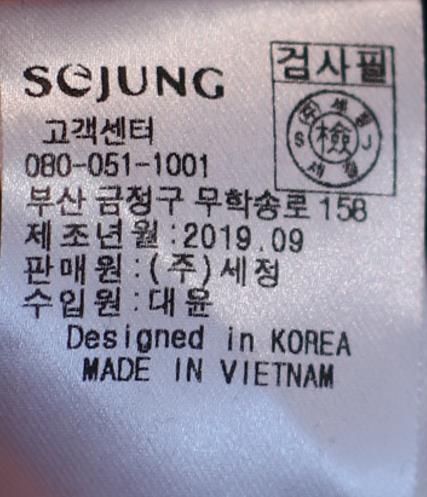 SEJUNG
검사필
檢
S J
고객센터
080-051-1001
부산 금정구 무학송로 158
제조년월:2019.09
판매원:(주)세정
수입원:대윤
Designed in KOREA
MADE IN VIETNAM